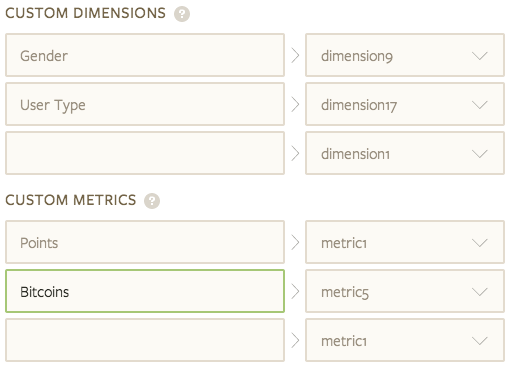 CUSTOM DIMENSIONS ?
Gender dimension9
User Type dimension17
dimension1
CUSTOM METRICS ?
Points metric1
Bitcoins metric5
metric1